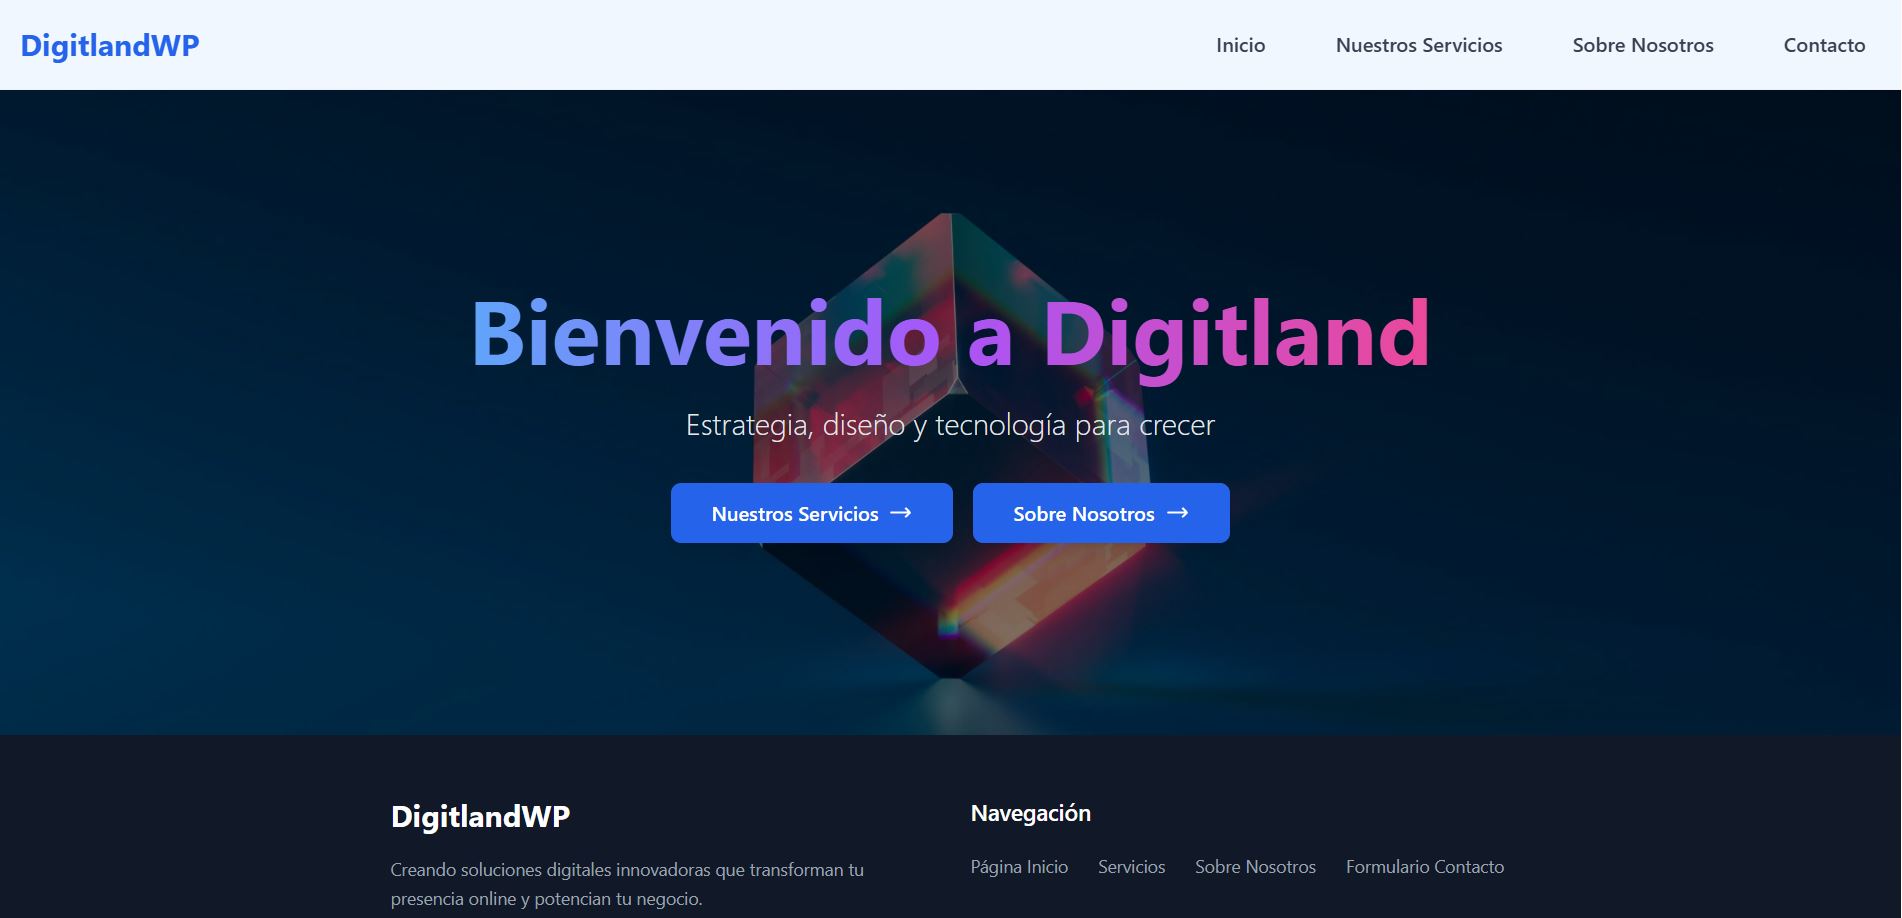 DigitlandWP
Inicio
Nuestros Servicios
Sobre Nosotros
Contacto
Bienvenido a Digitland
Estrategia, diseño y tecnología para crecer
Nuestros Servicios →
Sobre Nosotros →
DigitlandWP
Creando soluciones digitales innovadoras que transforman tu
presencia online y potencian tu negocio.
Navegación
Página Inicio
Servicios
Sobre Nosotros
Formulario Contacto